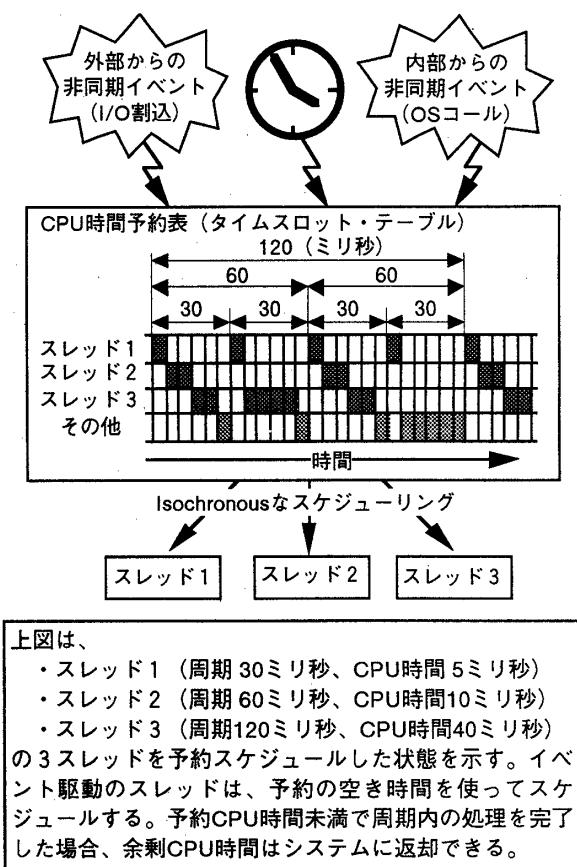 外部からの
非同期イベント
(I/O割込)
内部からの
非同期イベント
(OSコール)
CPU時間予約表（タイムスロット・テーブル）
120（ミリ秒）
60 60
30 30 30 30
スレッド1
スレッド2
スレッド3
その他
時間
Isochronousなスケジューリング
スレッド1 スレッド2 スレッド3
上図は、
・スレッド1（周期 30ミリ秒、CPU時間 5ミリ秒）
・スレッド2（周期 60ミリ秒、CPU時間10ミリ秒）
・スレッド3（周期120ミリ秒、CPU時間40ミリ秒）
の3スレッドを予約スケジュールした状態を示す。イベ
ント駆動のスレッドは、予約の空き時間を使ってスケ
ジュールする。予約CPU時間未満で周期内の処理を完了
した場合、余剰CPU時間はシステムに返却できる。